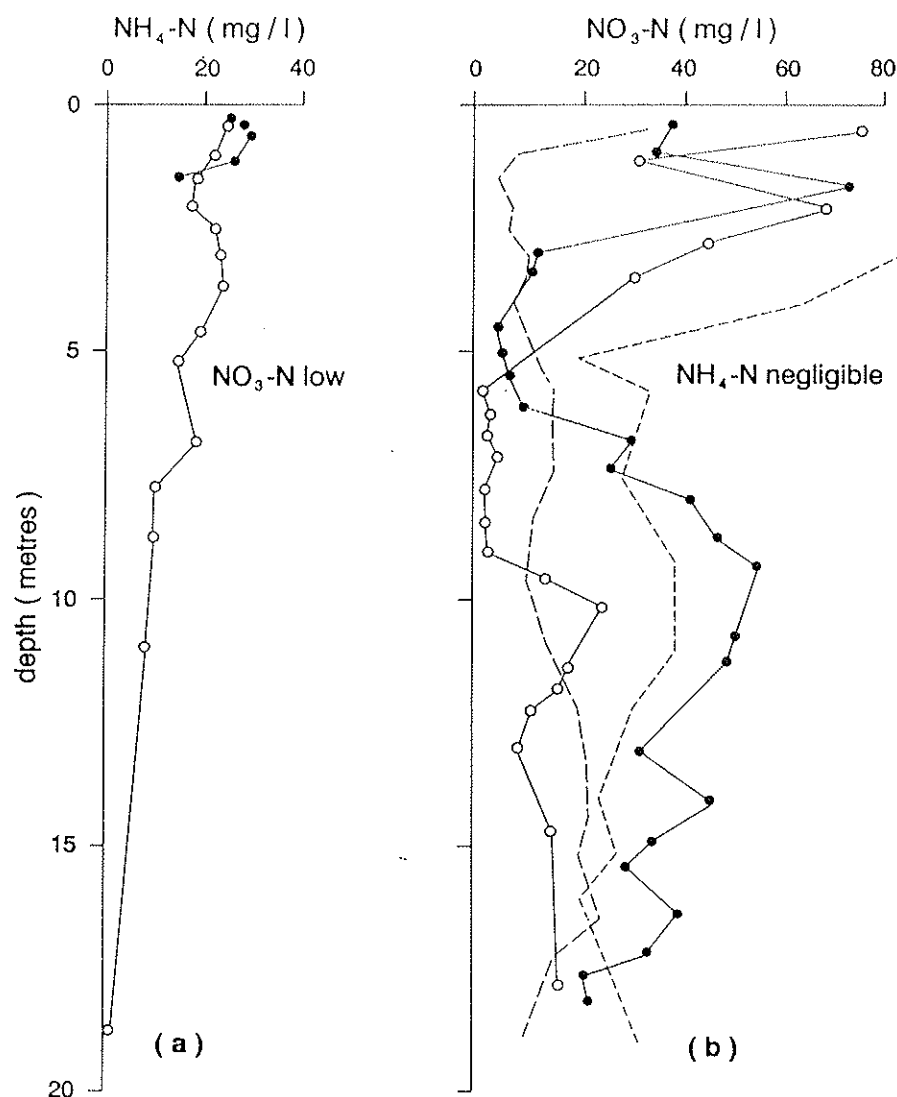 NH₄-N ( mg / l )
0 20 40
NO₃-N ( mg / l )
0 20 40 60 80
0
5
10
15
20
depth ( metres )
NO₃-N low
NH₄-N negligible
( a )
( b )